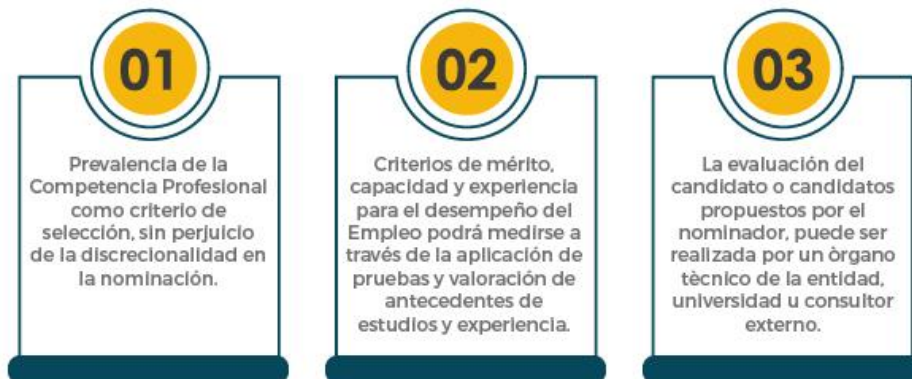 01
Prevalencia de la
Competencia Profesional
como criterio de
selección, sin perjuicio
de la discrecionalidad en
la nominación.
02
Criterios de mérito,
capacidad y experiencia
para el desempeño del
Empleo podrá medirse a
través de la aplicación de
pruebas y valoración de
antecedentes de
estudios y experiencia.
03
La evaluación del
candidato o candidatos
propuestos por el
nominador, puede ser
realizada por un òrgano
tècnico de la entidad,
universidad u consultor
externo.